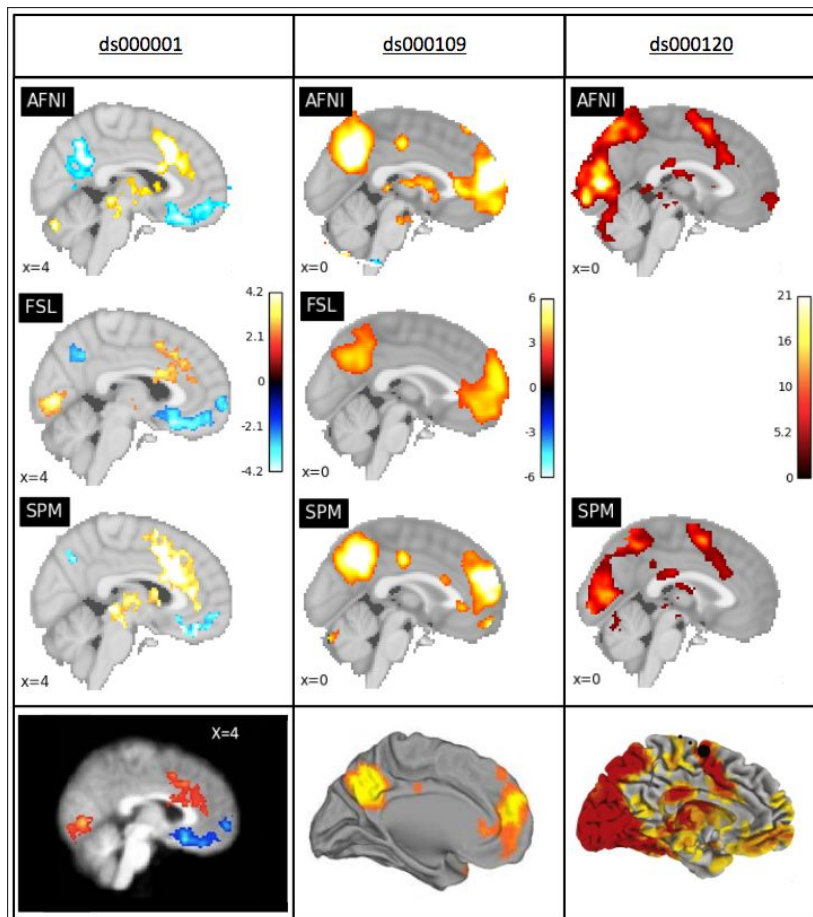 ds000001 ds000109 ds000120
AFNI AFNI AFNI
x=4 x=0 x=0
FSL 4.2 FSL 6 21
2.1 3 16
0 0 10
-2.1 -3 5.2
-4.2 -6 0
x=4 x=0
SPM SPM SPM
x=4 x=0 x=0
X=4